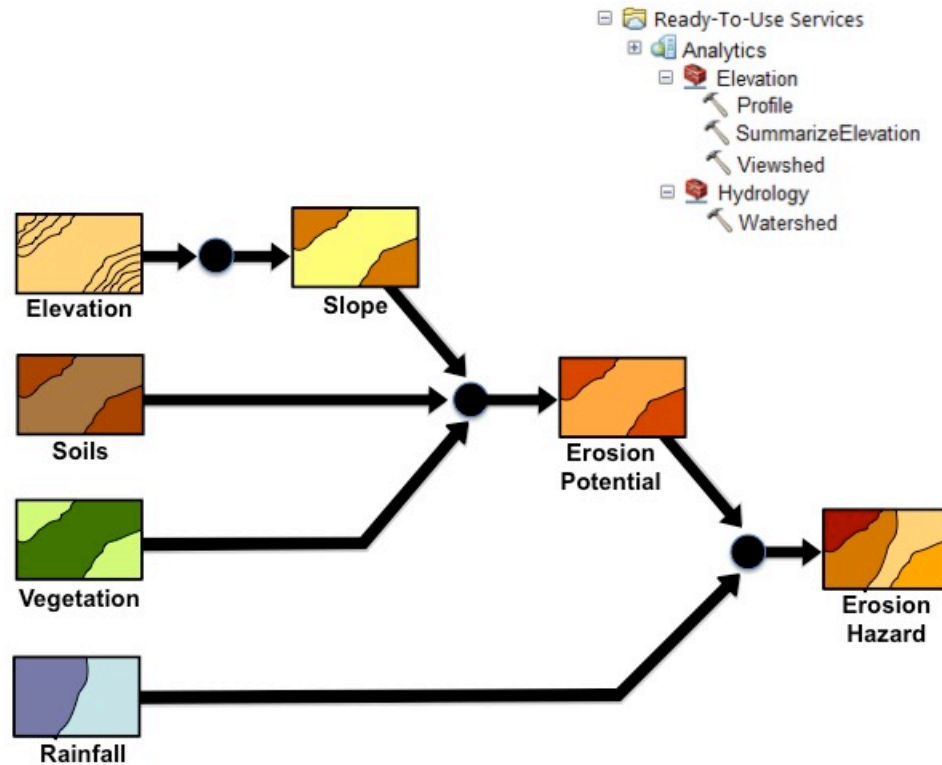 Ready-To-Use Services
Analytics
Elevation
Profile
SummarizeElevation
Viewshed
Hydrology
Watershed
Elevation
Slope
Soils
Erosion
Potential
Vegetation
Erosion
Hazard
Rainfall